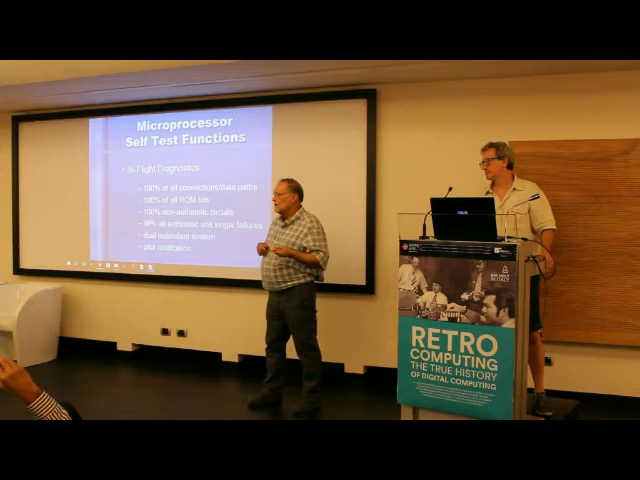 Microprocessor
Self Test Functions
• In-Flight Diagnostics
– 100% of all connections/data paths
– 100% of all ROM bits
– 100% non-arithmetic circuits
– 98% all arithmetic unit single failures
– dual redundant system
– pilot notification
IN ITALY
RETRO
COMPUTING
THE TRUE HISTORY
OF DIGITAL COMPUTING